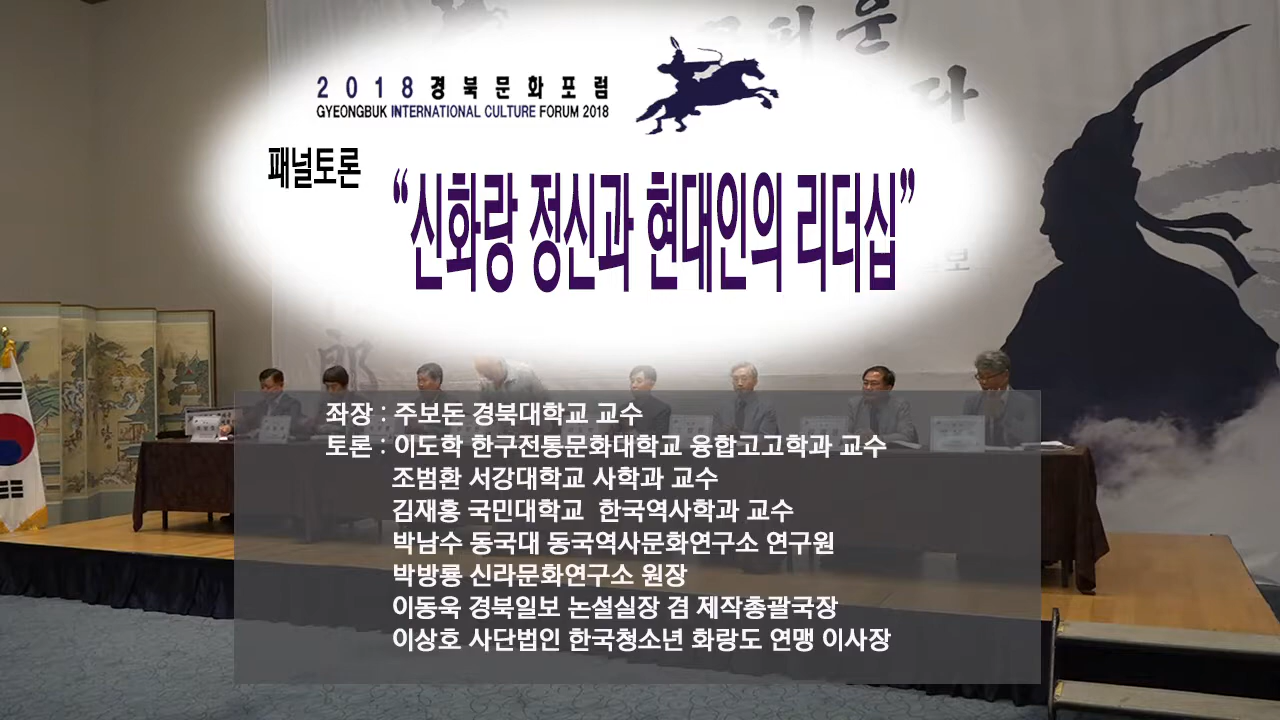 2018 경북문화포럼
GYEONGBUK INTERNATIONAL CULTURE FORUM 2018
패널토론
“신화랑 정신과 현대인의 리더십”
좌장 : 주보돈 경북대학교 교수
토론 : 이도학 한구전통문화대학교 융합고고학과 교수
조범환 서강대학교 사학과 교수
김재홍 국민대학교 한국역사학과 교수
박남수 동국대 동국역사문화연구소 연구원
박방룡 신라문화연구소 원장
이동욱 경북일보 논설실장 겸 제작총괄국장
이상호 사단법인 한국청소년 화랑도 연맹 이사장
운
다
郎